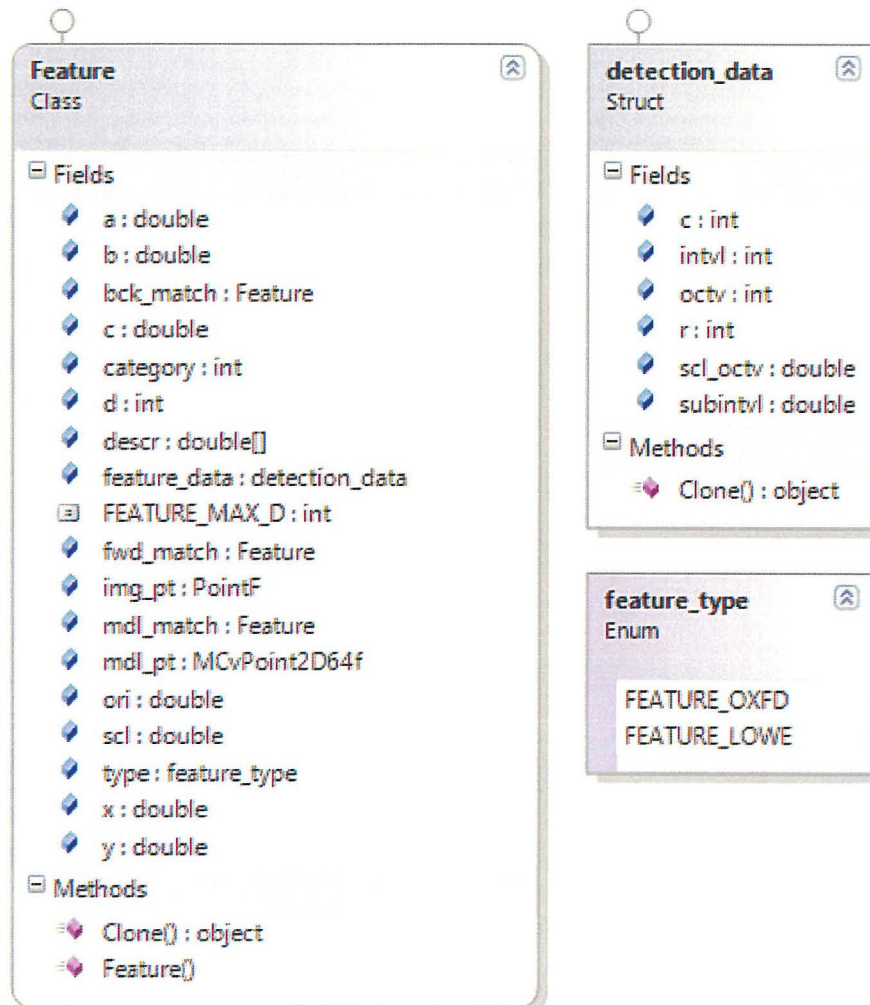 Feature
Class
Fields
a : double
b : double
bck_match : Feature
c : double
category : int
d : int
descr : double[]
feature_data : detection_data
FEATURE_MAX_D : int
fwd_match : Feature
img_pt : PointF
mdl_match : Feature
mdl_pt : MCvPoint2D64f
ori : double
scl : double
type : feature_type
x : double
y : double
Methods
Clone() : object
Feature()
detection_data
Struct
Fields
c : int
intvl : int
octv : int
r : int
scl_octv : double
subintvl : double
Methods
Clone() : object
feature_type
Enum
FEATURE_OXFD
FEATURE_LOWE